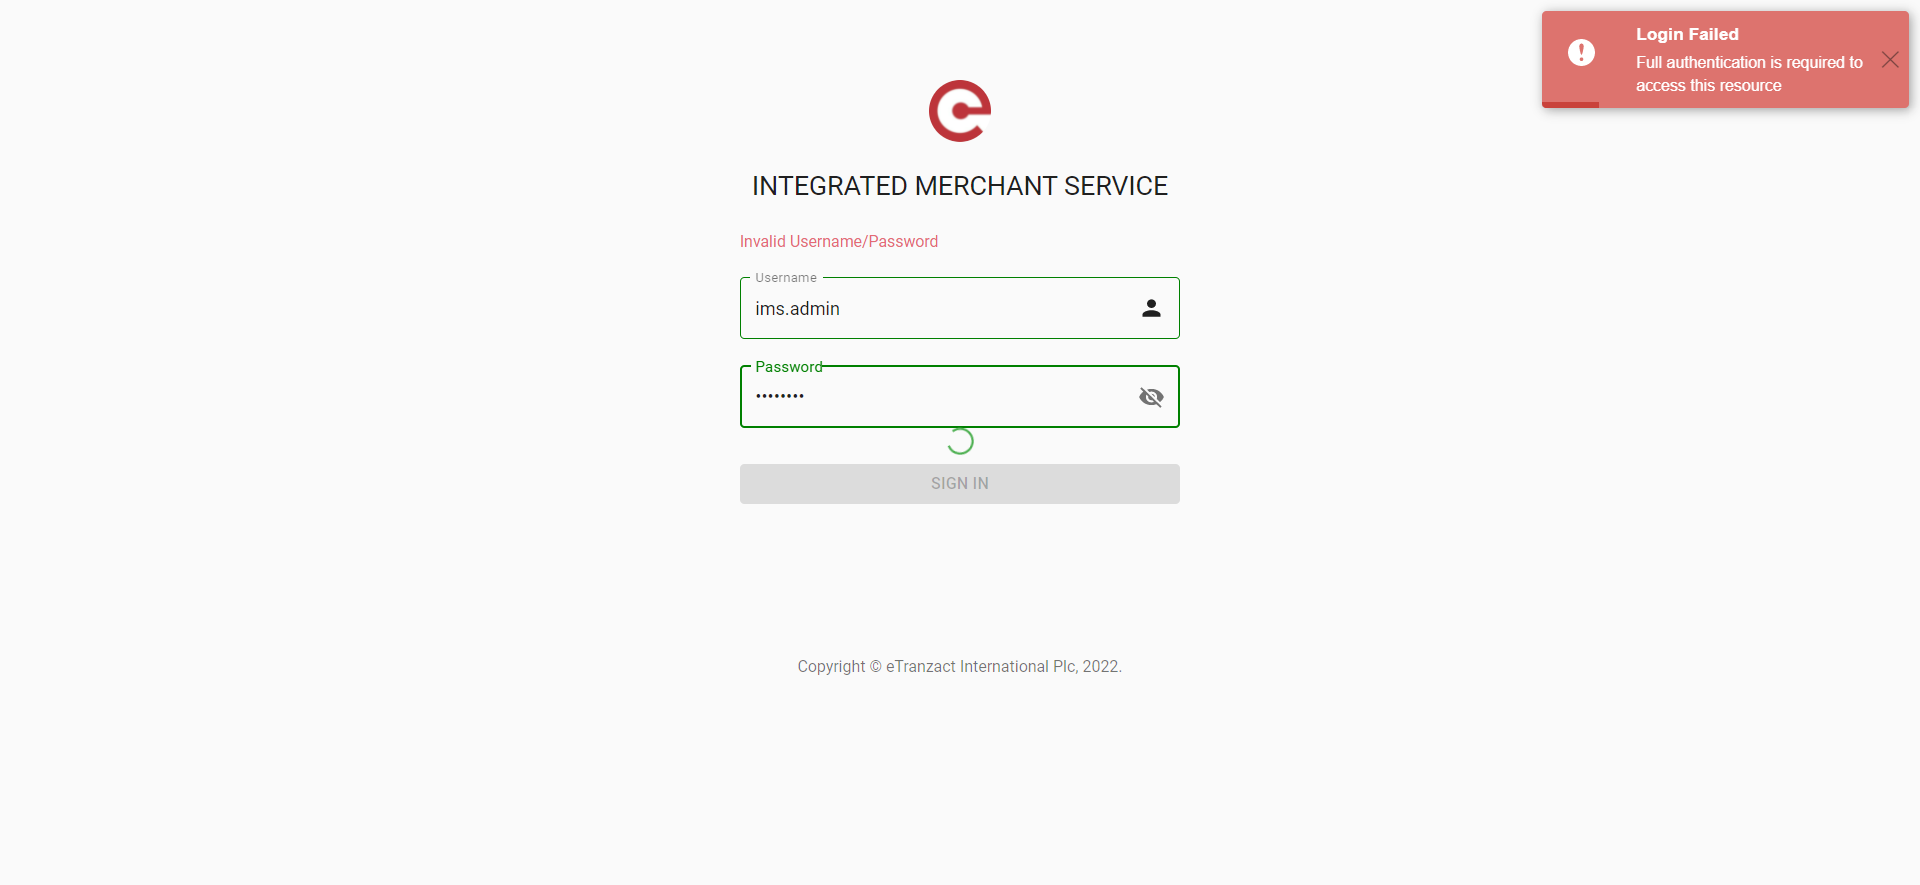 Login Failed
Full authentication is required to
access this resource
INTEGRATED MERCHANT SERVICE
Invalid Username/Password
Username
ims.admin
Password
••••••••
SIGN IN
Copyright © eTranzact International Plc, 2022.